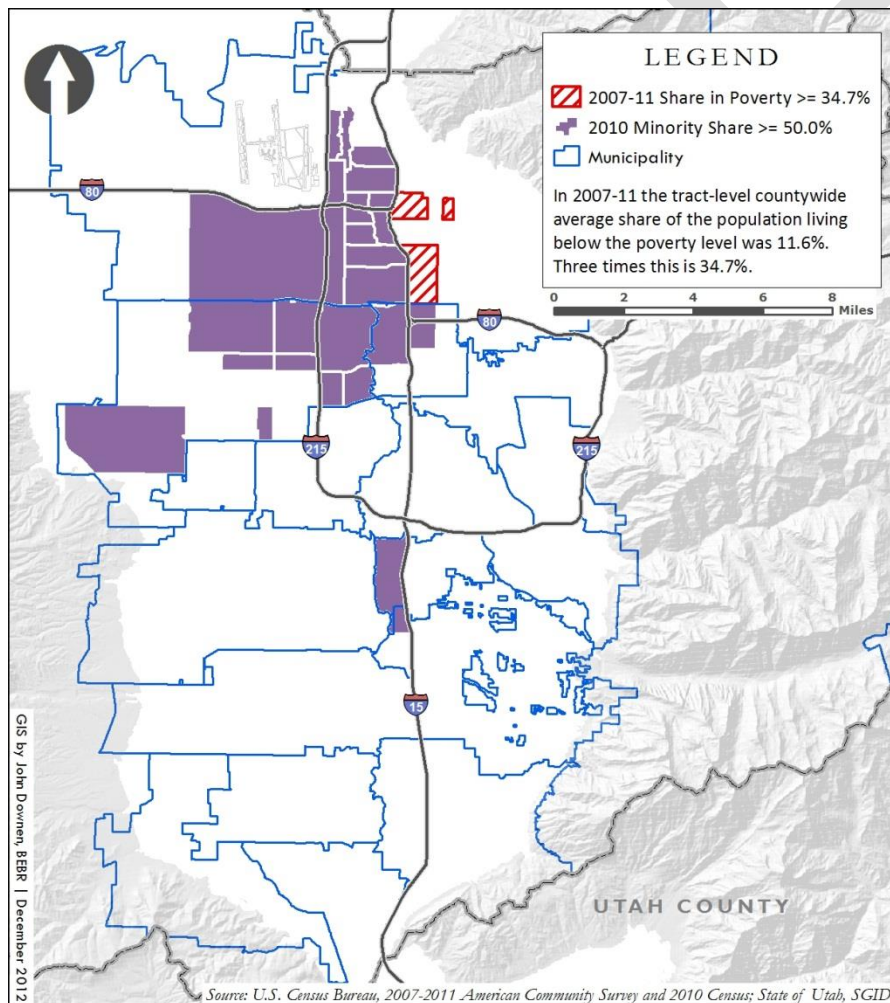 LEGEND
2007-11 Share in Poverty >= 34.7%
2010 Minority Share >= 50.0%
Municipality
In 2007-11 the tract-level countywide
average share of the population living
below the poverty level was 11.6%.
Three times this is 34.7%.
0 2 4 6 8
Miles
80
80
215
215
15
UTAH COUNTY
GIS by John Downen, BEBR | December 2012
Source: U.S. Census Bureau, 2007-2011 American Community Survey and 2010 Census; State of Utah, SGID